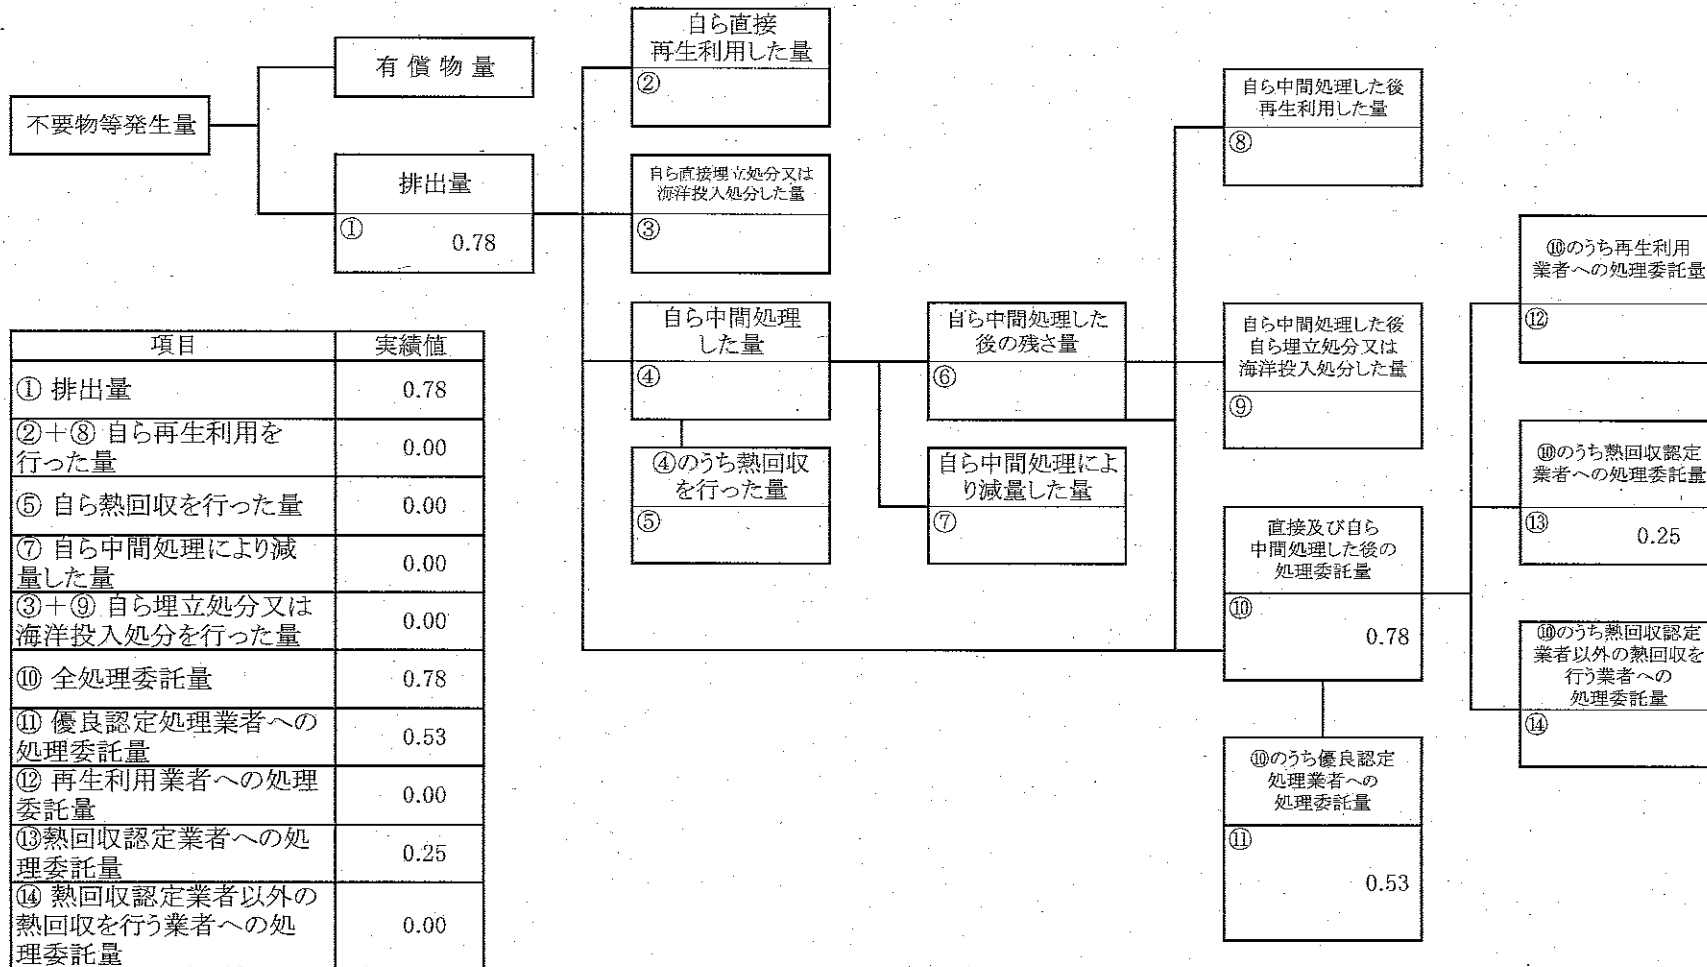 不要物等発生量
有償物量
排出量
①
0.78
自ら直接
再生利用した量
②
自ら直接埋立処分又は
海洋投入処分した量
③
自ら中間処理
した量
④
④のうち熱回収
を行った量
⑤
自ら中間処理した
後の残さ量
⑥
自ら中間処理によ
り減量した量
⑦
自ら中間処理した後
再生利用した量
⑧
自ら中間処理した後
自ら埋立処分又は
海洋投入処分した量
⑨
直接及び自ら
中間処理した後の
処理委託量
⑩
0.78
⑩のうち優良認定
処理業者への
処理委託量
⑪
0.53
⑩のうち再生利用
業者への処理委託量
⑫
⑩のうち熱回収認定
業者への処理委託量
⑬
0.25
⑩のうち熱回収認定
業者以外の熱回収を
行う業者への
処理委託量
⑭
項目 実績値
① 排出量 0.78
②+⑧ 自ら再生利用を
行った量 0.00
⑤ 自ら熱回収を行った量 0.00
⑦ 自ら中間処理により減
量した量 0.00
③+⑨ 自ら埋立処分又は
海洋投入処分を行った量 0.00
⑩ 全処理委託量 0.78
⑪ 優良認定処理業者への
処理委託量 0.53
⑫ 再生利用業者への処理
委託量 0.00
⑬熱回収認定業者への処
理委託量 0.25
⑭ 熱回収認定業者以外の
熱回収を行う業者への処
理委託量 0.00